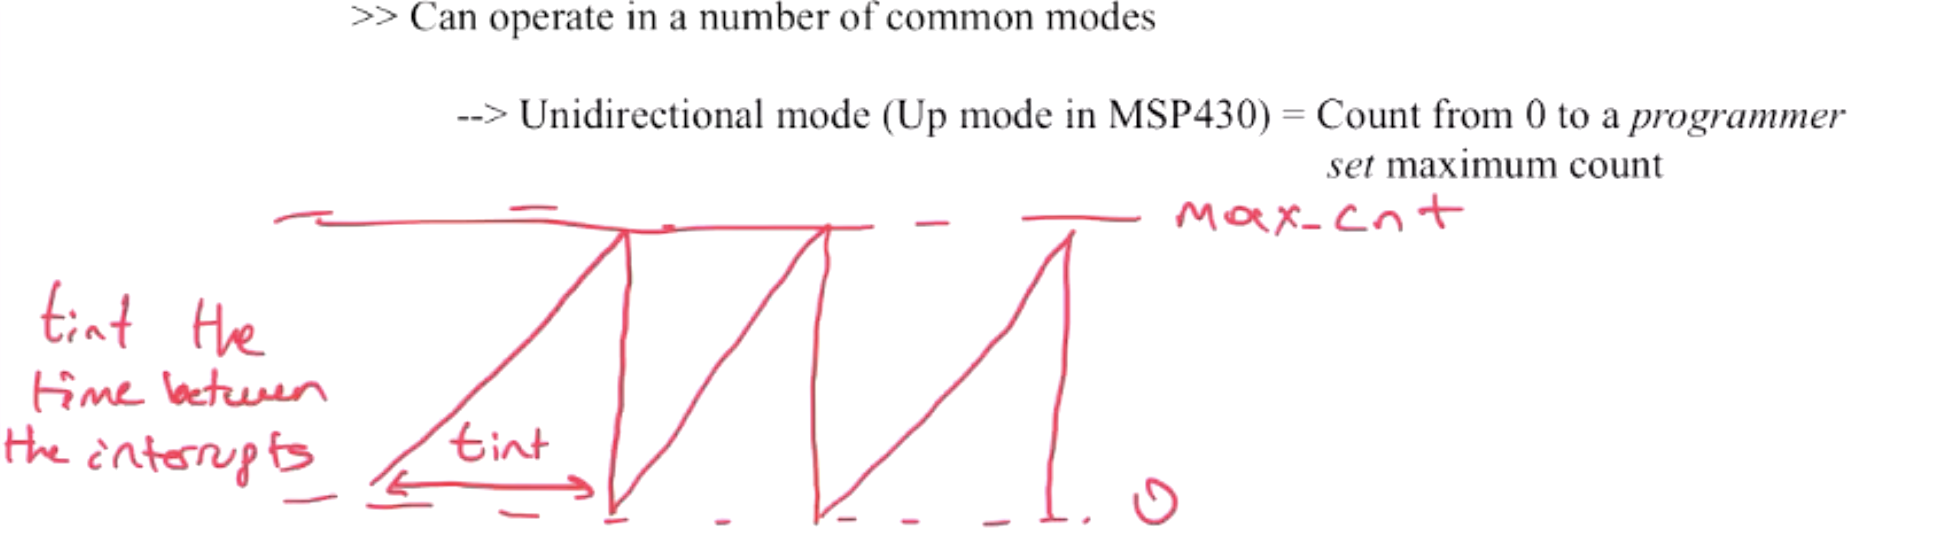 >> Can operate in a number of common modes
--> Unidirectional mode (Up mode in MSP430) = Count from 0 to a programmer
set maximum count
max_cnt
tint the
time between
the interrupts
tint
0